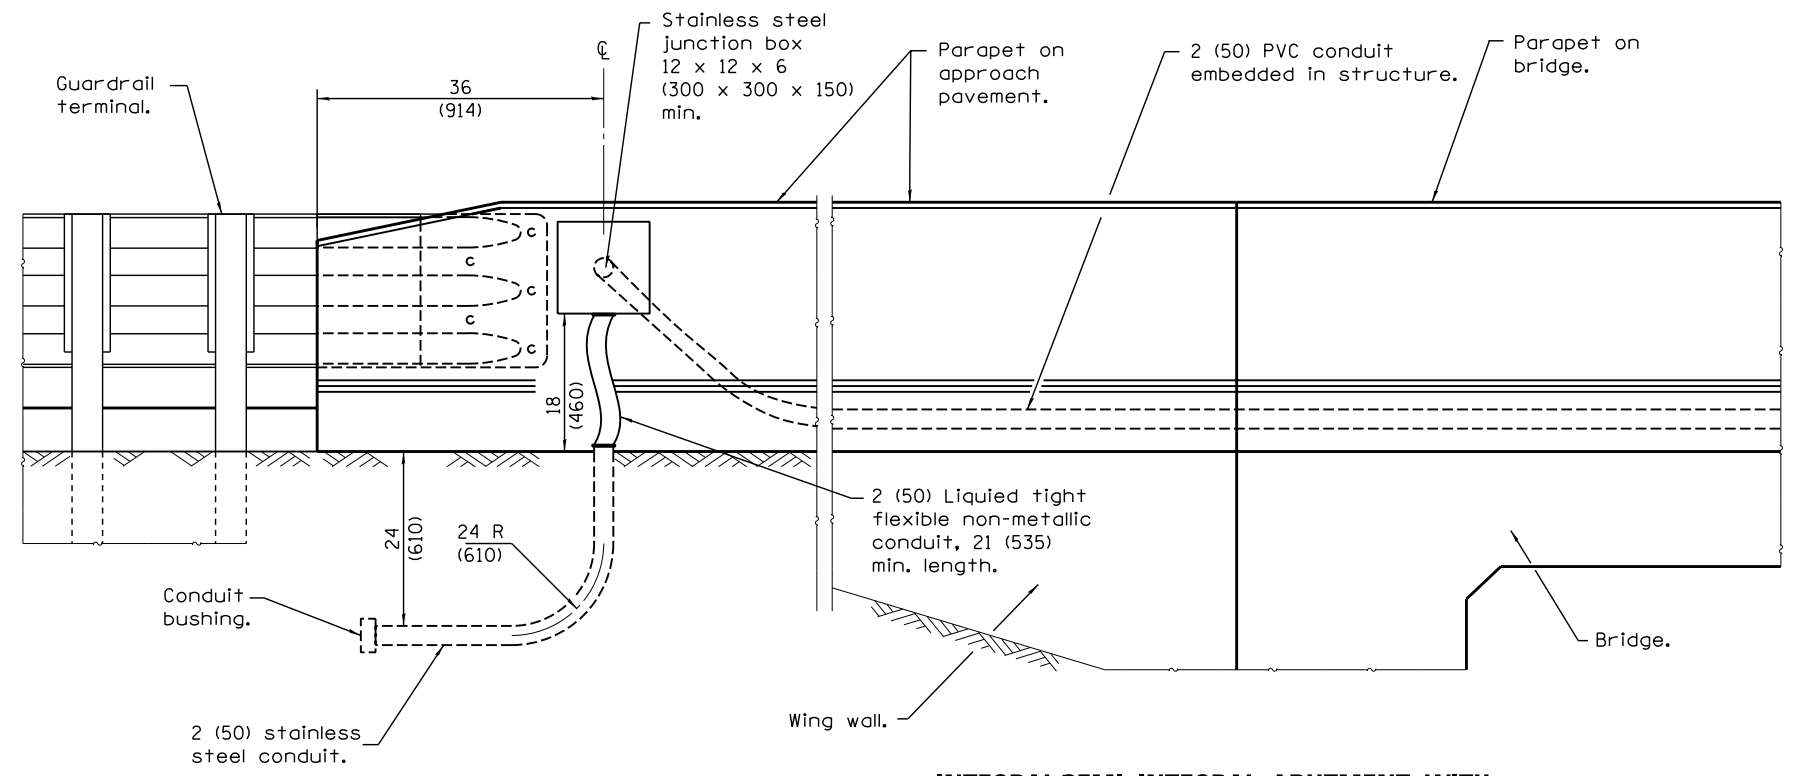 Stainless steel
junction box
12 x 12 x 6
(300 x 300 x 150)
min.
℄
Guardrail
terminal.
36
(914)
Parapet on
approach
pavement.
2 (50) PVC conduit
embedded in structure.
Parapet on
bridge.
18
(460)
2 (50) Liquied tight
flexible non-metallic
conduit, 21 (535)
min. length.
24
(610)
24 R
(610)
Conduit
bushing.
2 (50) stainless
steel conduit.
Wing wall.
Bridge.